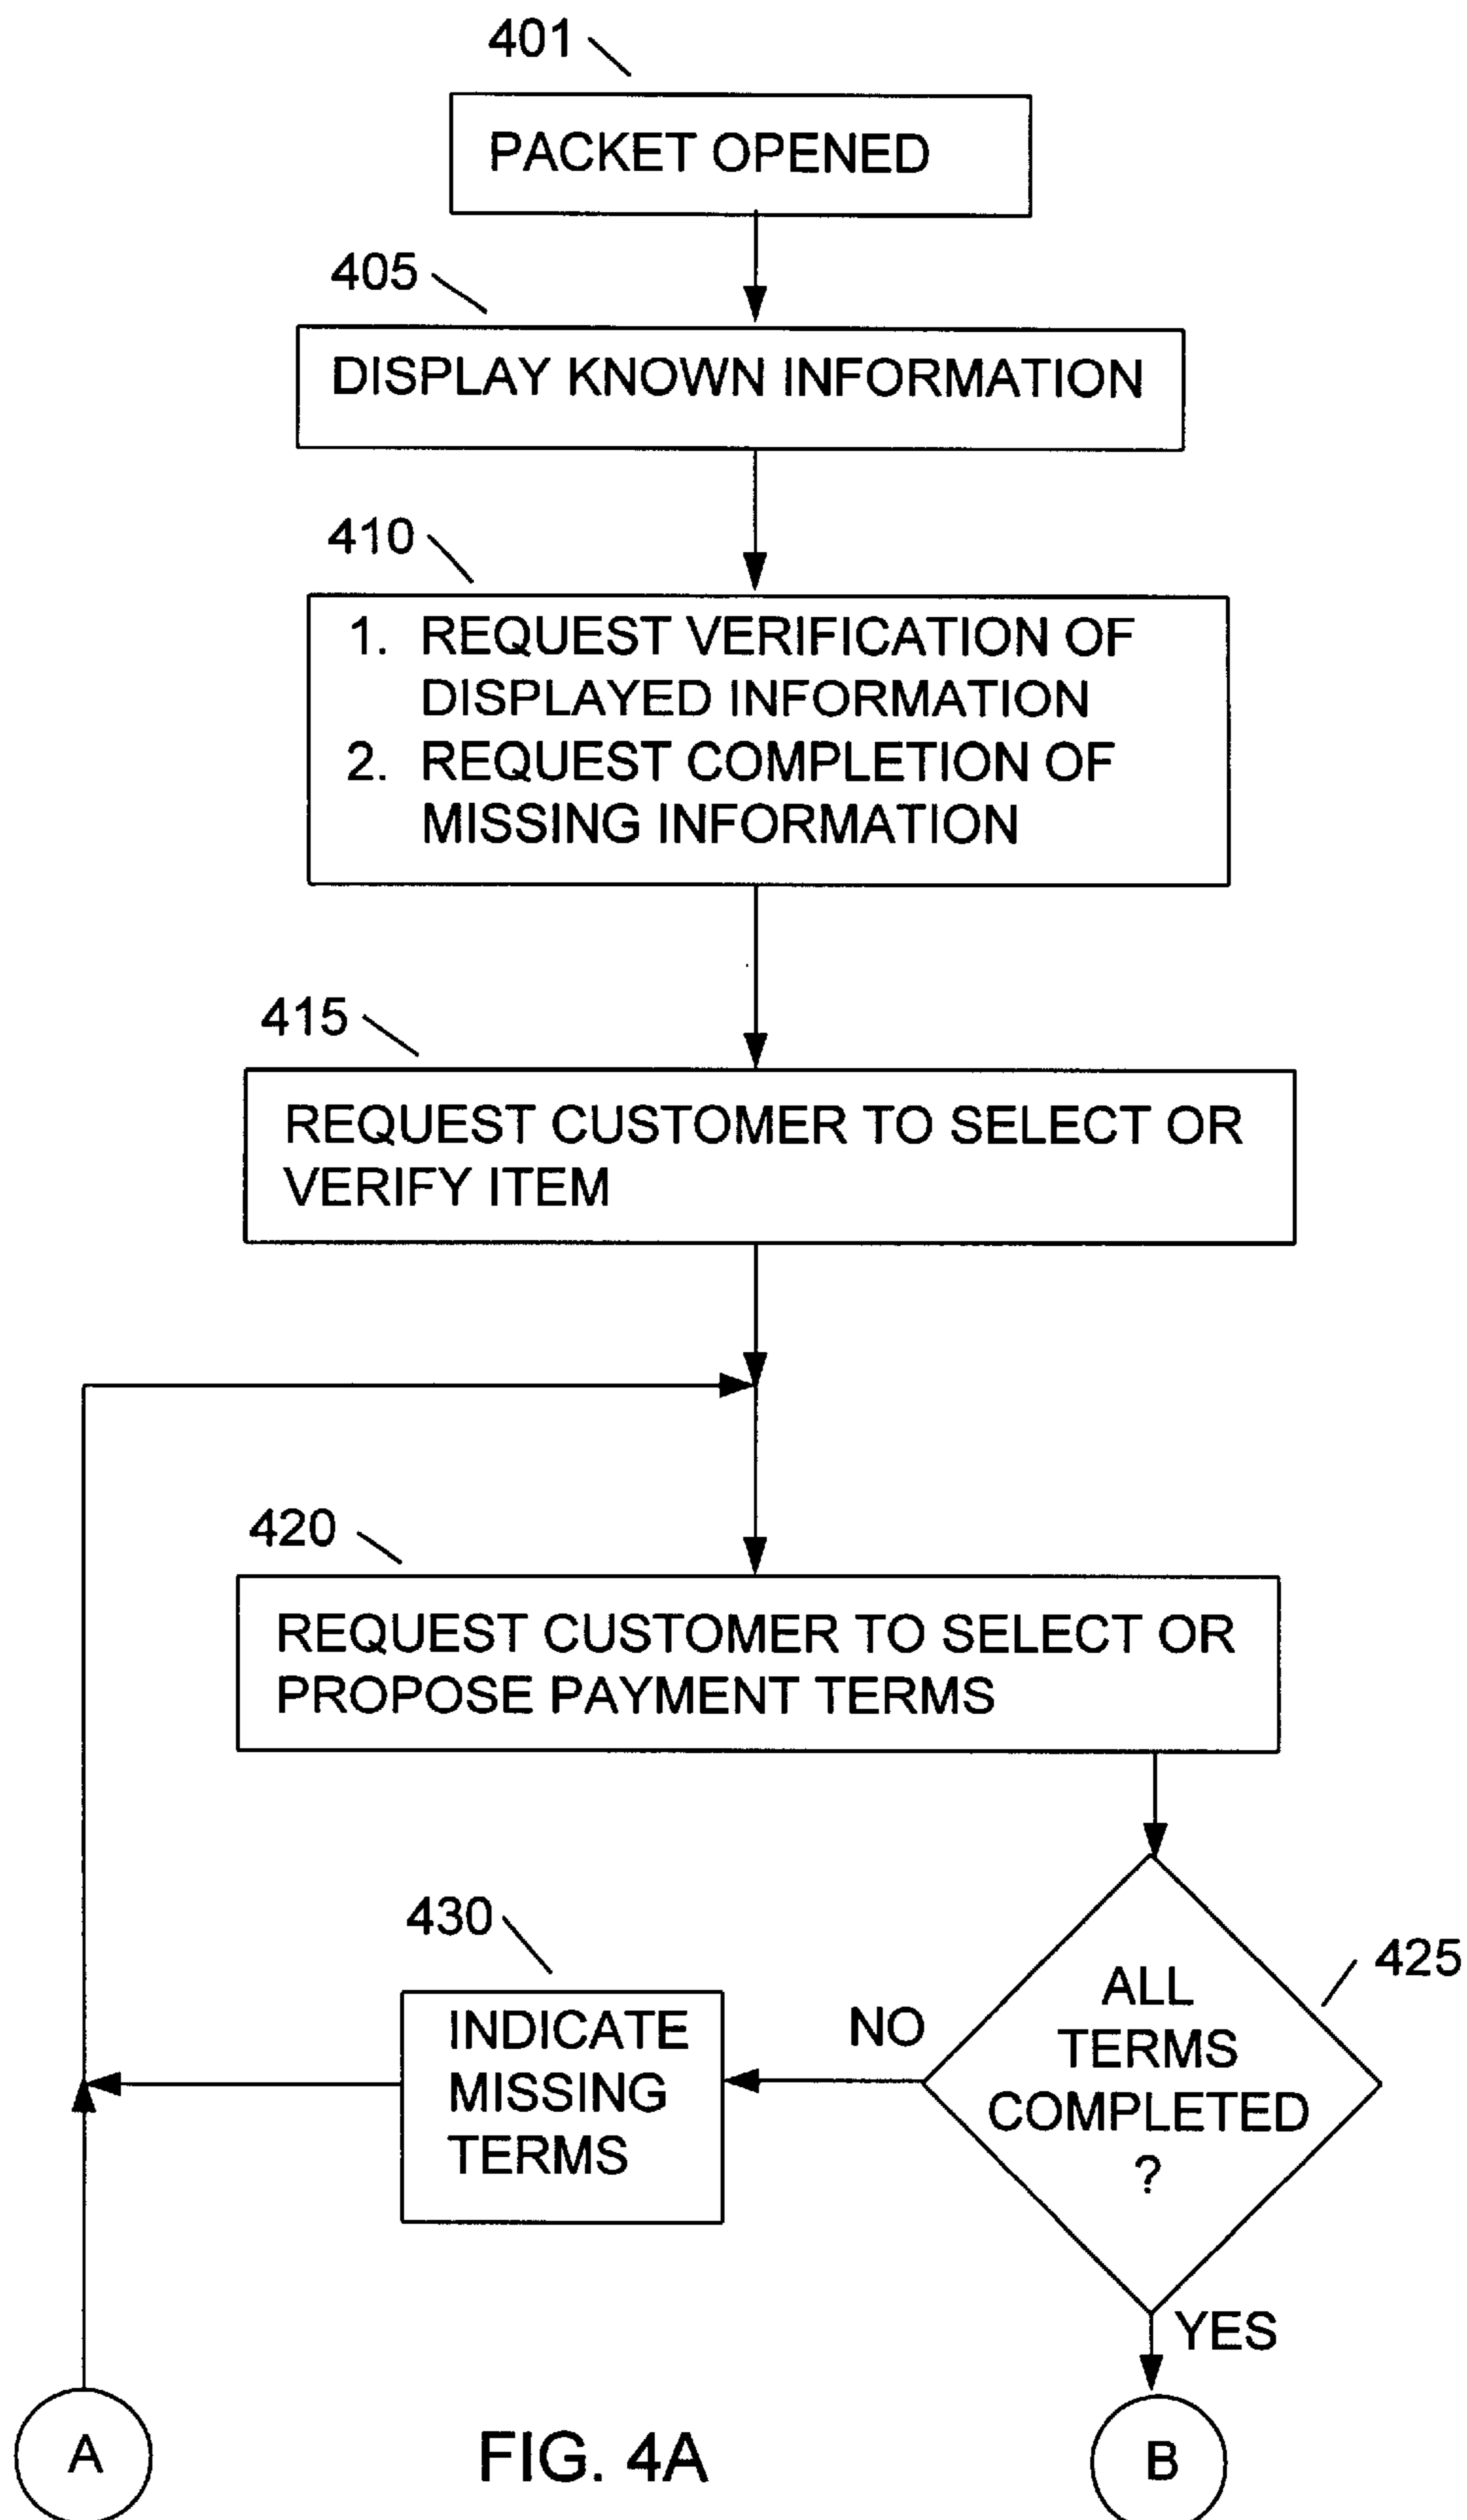 401
PACKET OPENED
405
DISPLAY KNOWN INFORMATION
410
1. REQUEST VERIFICATION OF
DISPLAYED INFORMATION
2. REQUEST COMPLETION OF
MISSING INFORMATION
415
REQUEST CUSTOMER TO SELECT OR
VERIFY ITEM
420
REQUEST CUSTOMER TO SELECT OR
PROPOSE PAYMENT TERMS
430
425
INDICATE
MISSING
TERMS
NO
ALL
TERMS
COMPLETED
?
YES
A
FIG. 4A
B